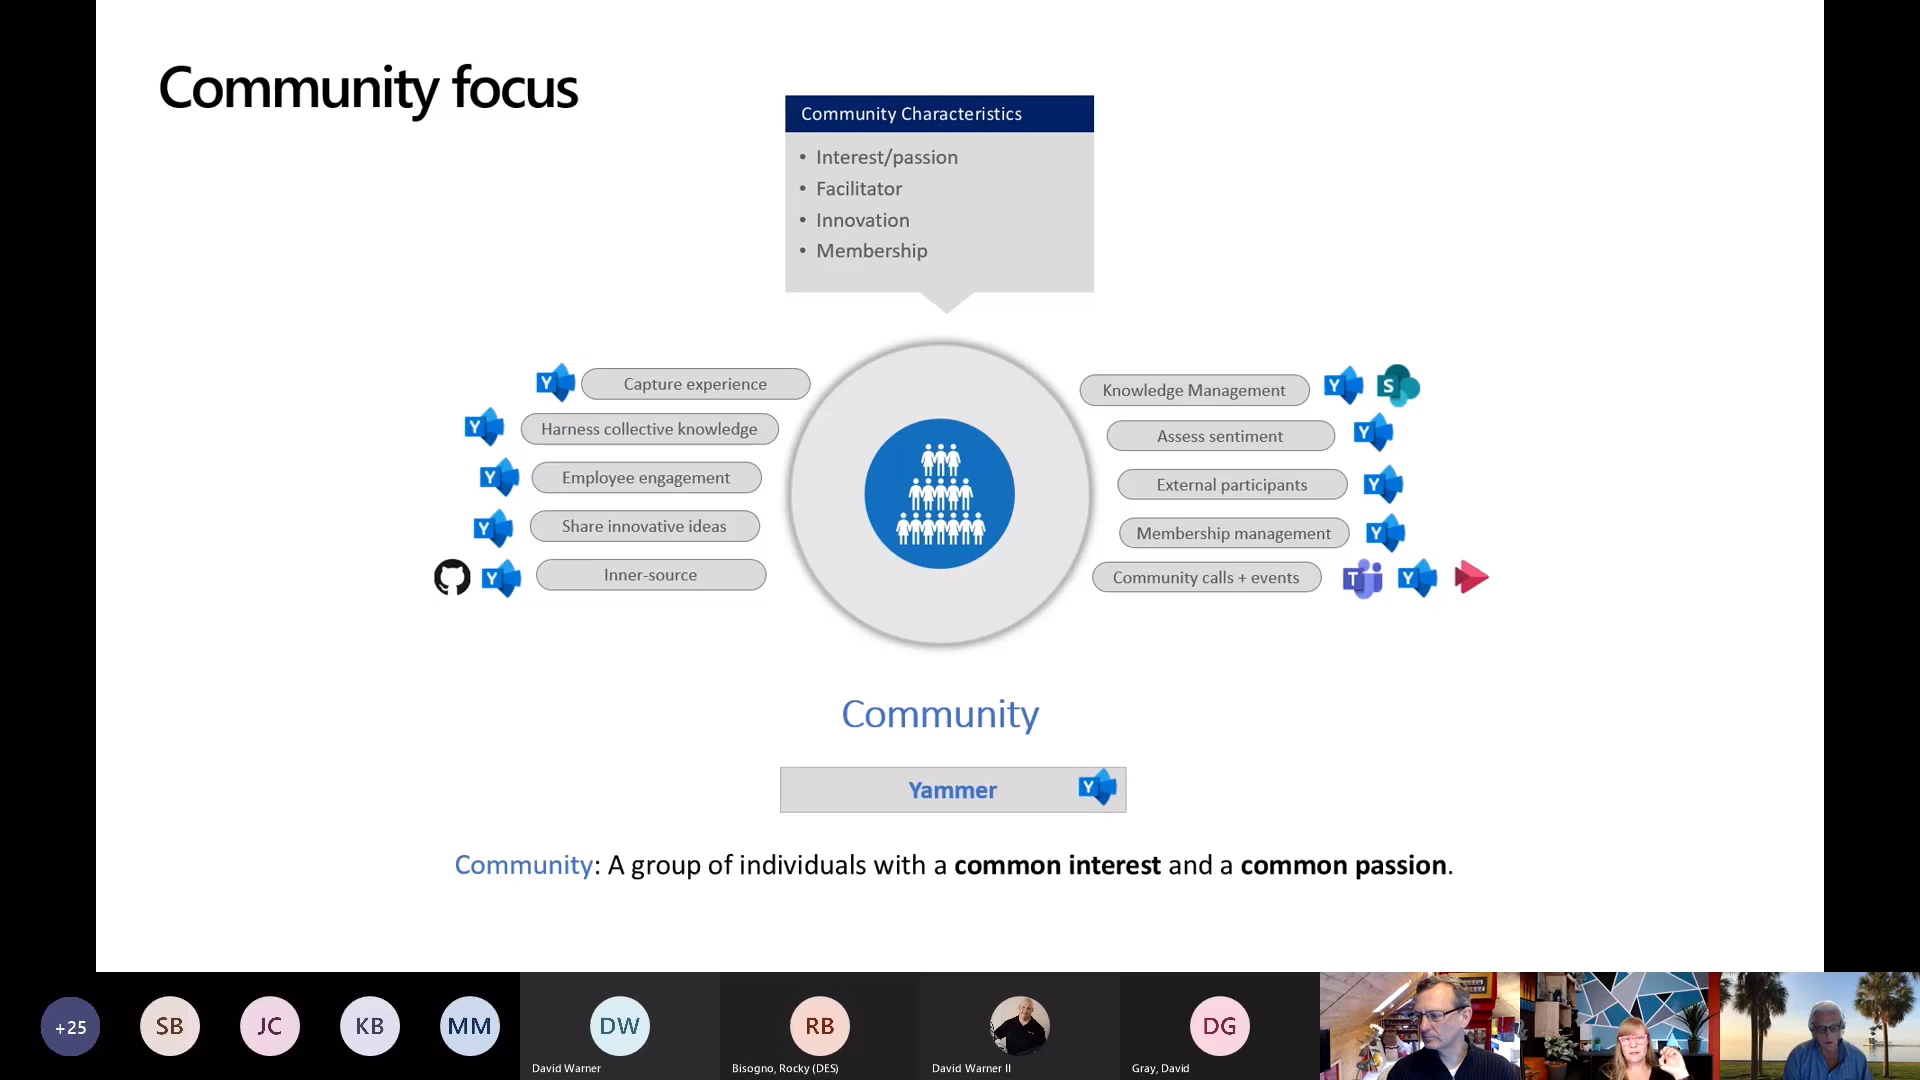 Community focus
Community Characteristics
• Interest/passion
• Facilitator
• Innovation
• Membership
Capture experience
Harness collective knowledge
Employee engagement
Share innovative ideas
Inner-source
Knowledge Management
Assess sentiment
External participants
Membership management
Community calls + events
Community
Yammer
Community: A group of individuals with a common interest and a common passion.
+25
SB
JC
KB
MM
DW
RB
DG
David Warner
Bisogno, Rocky (DES)
David Warner II
Gray, David